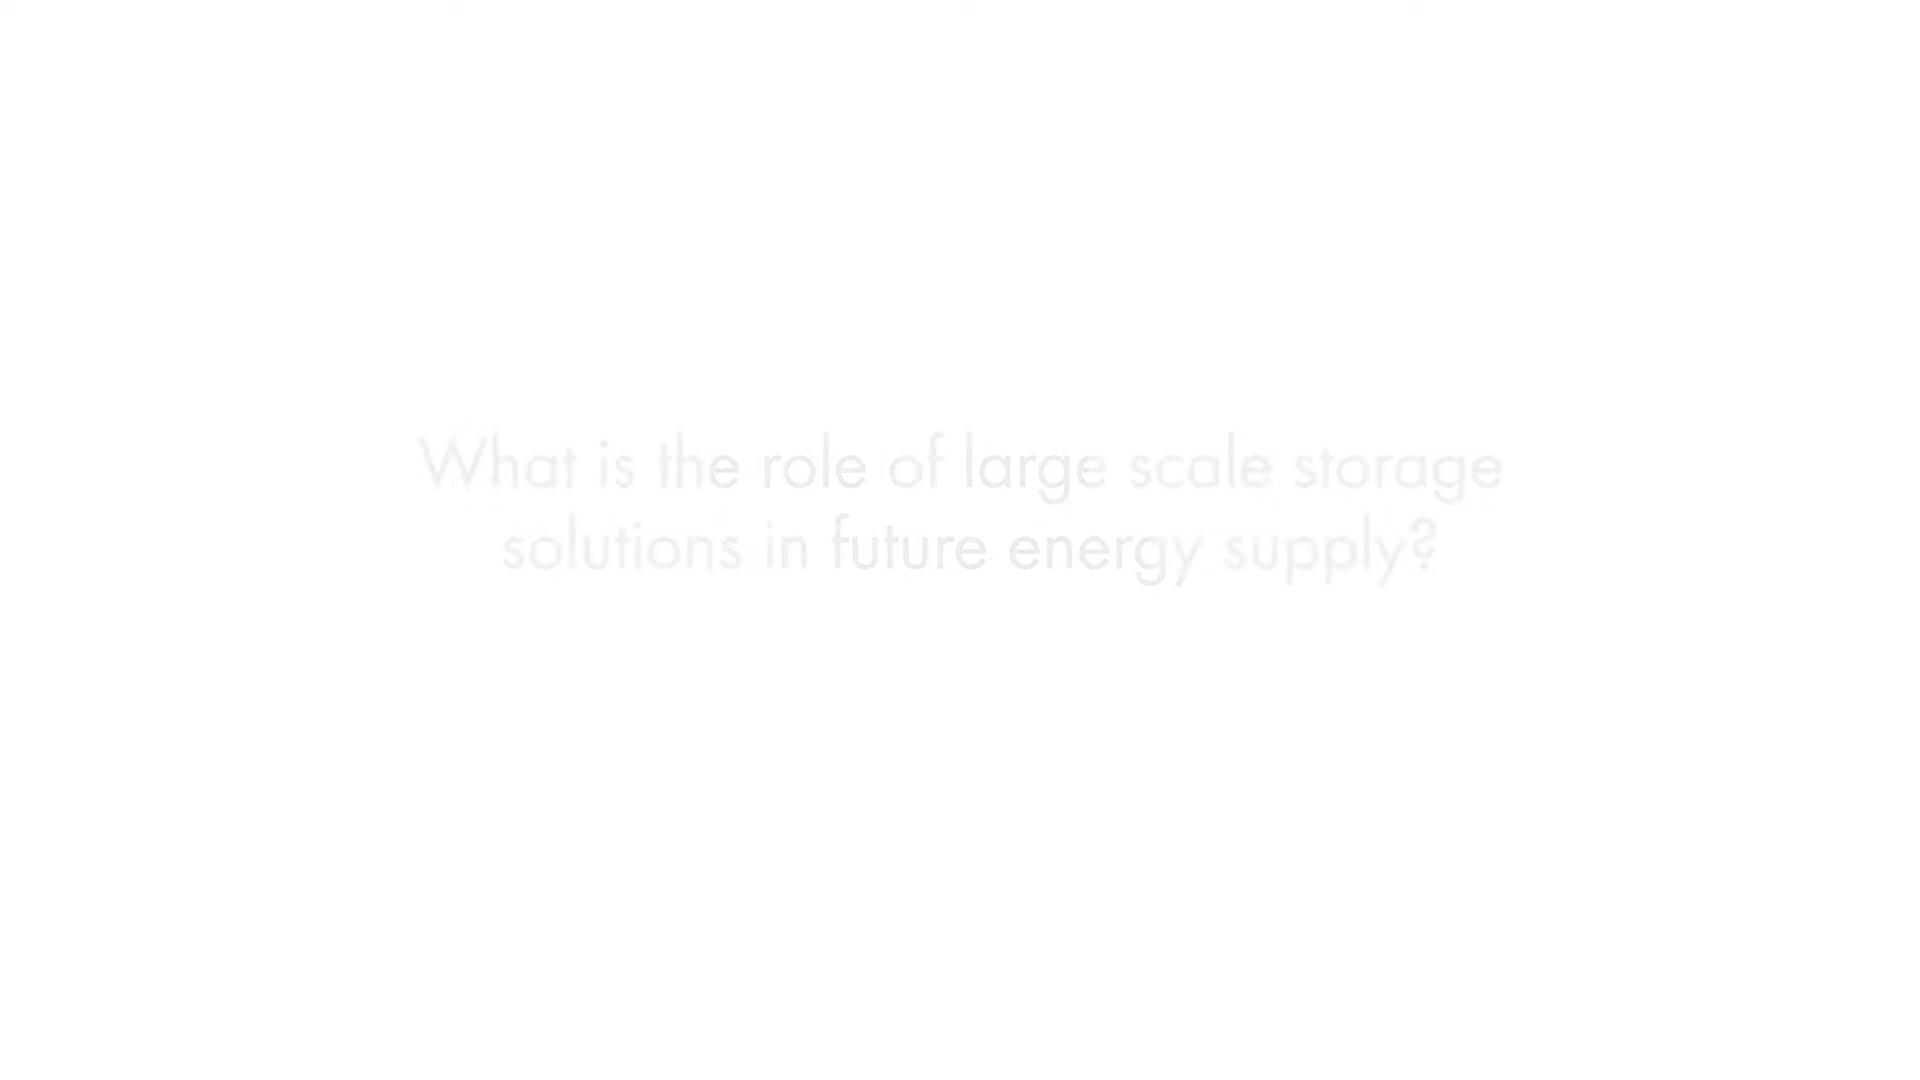 What is the role of large scale storage
solutions in future energy supply?